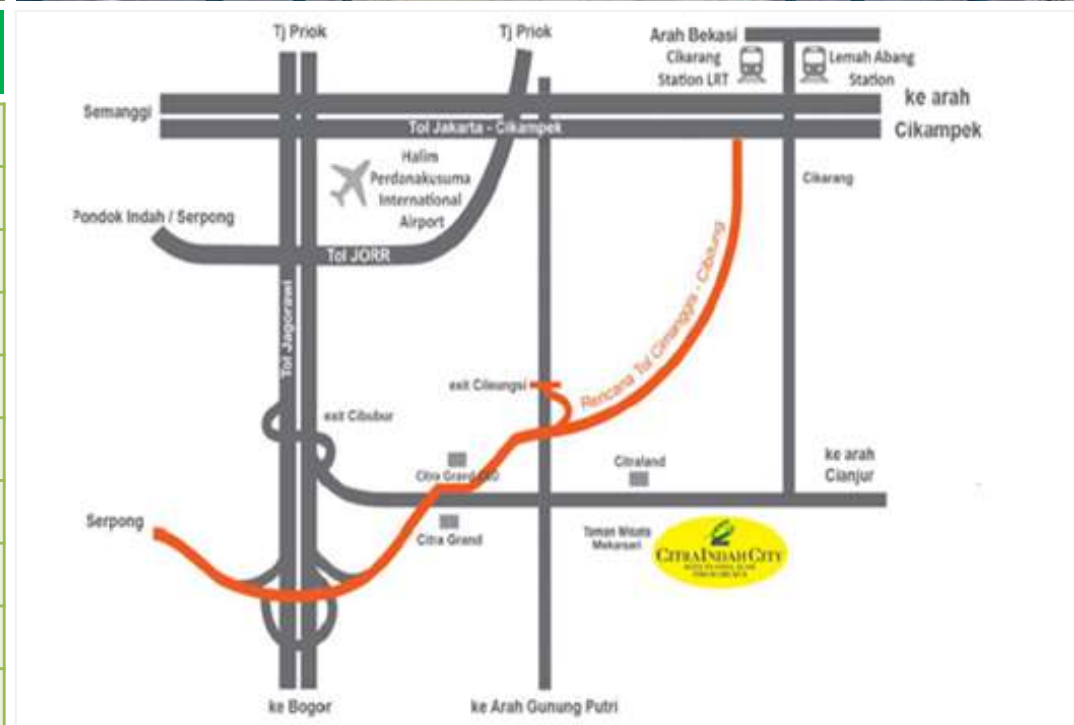 Tj Priok
Tj Priok
Arah Bekasi
Cikarang
Station LRT
Lemah Abang
Station
Semanggi
ke arah
Cikampek
Tol Jakarta - Cikampek
Halim
Perdanakusuma
International
Airport
Cikarang
Pondok Indah / Serpong
Tol JORR
Tol Jagorawi
Rencana Tol Cimanggis - Cibitung
exit Cileungsi
exit Cibubur
Citra Grand
Citraland
ke arah
Cianjur
Serpong
Citra Grand
Taman Wisata
Mekarsari
CITRAINDAH CITY
ke Bogor
ke Arah Gunung Putri